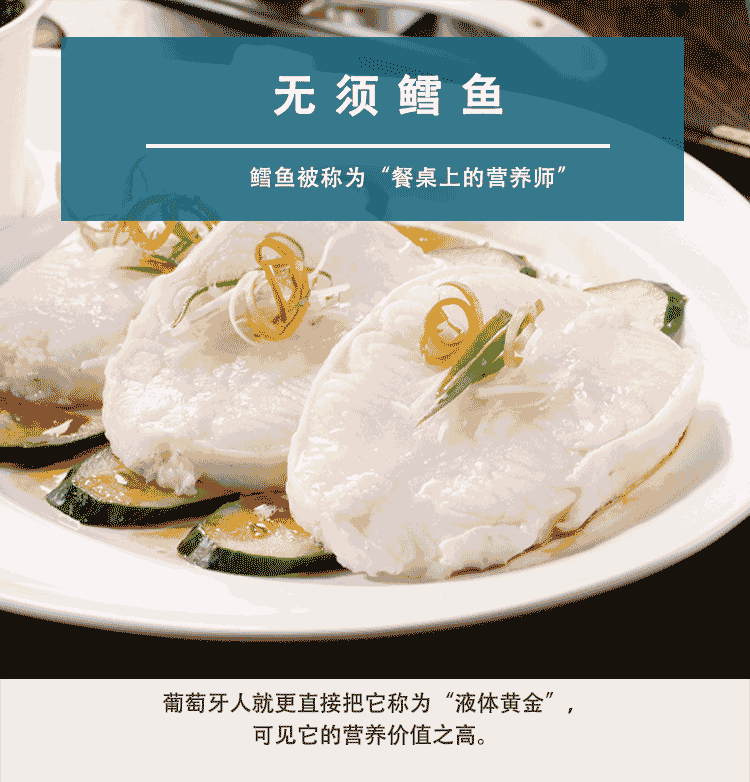 无须鳕鱼
鳕鱼被称为“餐桌上的营养师”
葡萄牙人就更直接把它称为“液体黄金”，
可见它的营养价值之高。